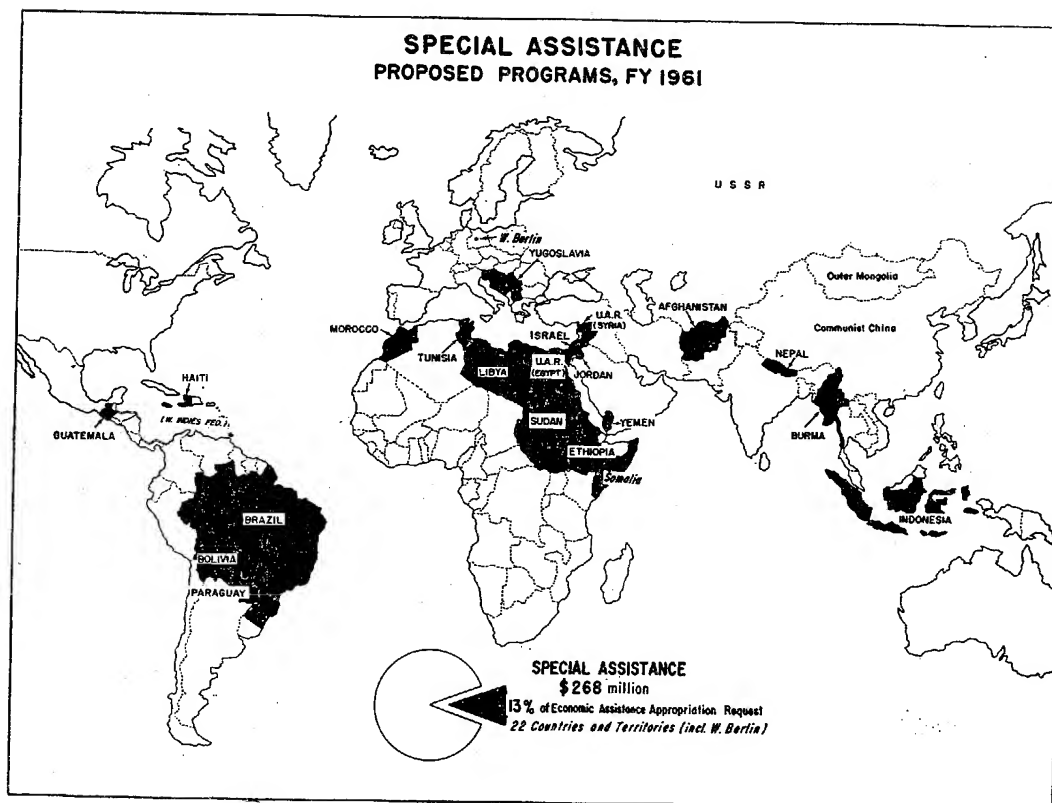 SPECIAL ASSISTANCE
PROPOSED PROGRAMS, FY 1961
U S S R
W. Berlin
YUGOSLAVIA
Outer Mongolia
AFGHANISTAN
U.A.R.
(SYRIA)
Communist China
MOROCCO
ISRAEL
TUNISIA
NEPAL
LIBYA
U.A.R.
(EGYPT)
JORDAN
HAITI
(W. INDIES FED.)
GUATEMALA
SUDAN
YEMEN
BURMA
ETHIOPIA
Somalia
BRAZIL
INDONESIA
BOLIVIA
PARAGUAY
SPECIAL ASSISTANCE
$268 million
13% of Economic Assistance Appropriation Request
22 Countries and Territories (incl. W. Berlin)